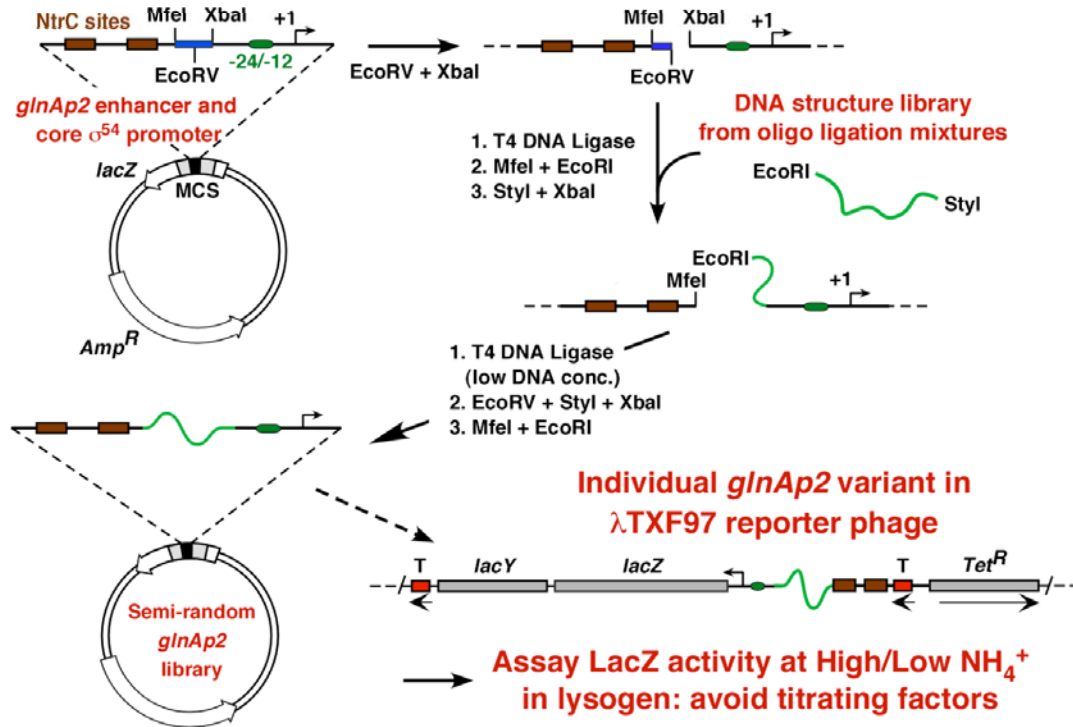 NtrC sites
MfeI
XbaI
+1
EcoRV
-24/-12
glnAp2 enhancer and
core σ54 promoter
lacZ
MCS
AmpR
EcoRV + XbaI
MfeI
XbaI
+1
EcoRV
1. T4 DNA Ligase
2. MfeI + EcoRI
3. StyI + XbaI
DNA structure library
from oligo ligation mixtures
EcoRI
StyI
EcoRI
MfeI
+1
1. T4 DNA Ligase
(low DNA conc.)
2. EcoRV + StyI + XbaI
3. MfeI + EcoRI
Semi-random
glnAp2
library
Individual glnAp2 variant in
λTXF97 reporter phage
T
lacY
lacZ
T
TetR
Assay LacZ activity at High/Low NH4+
in lysogen: avoid titrating factors